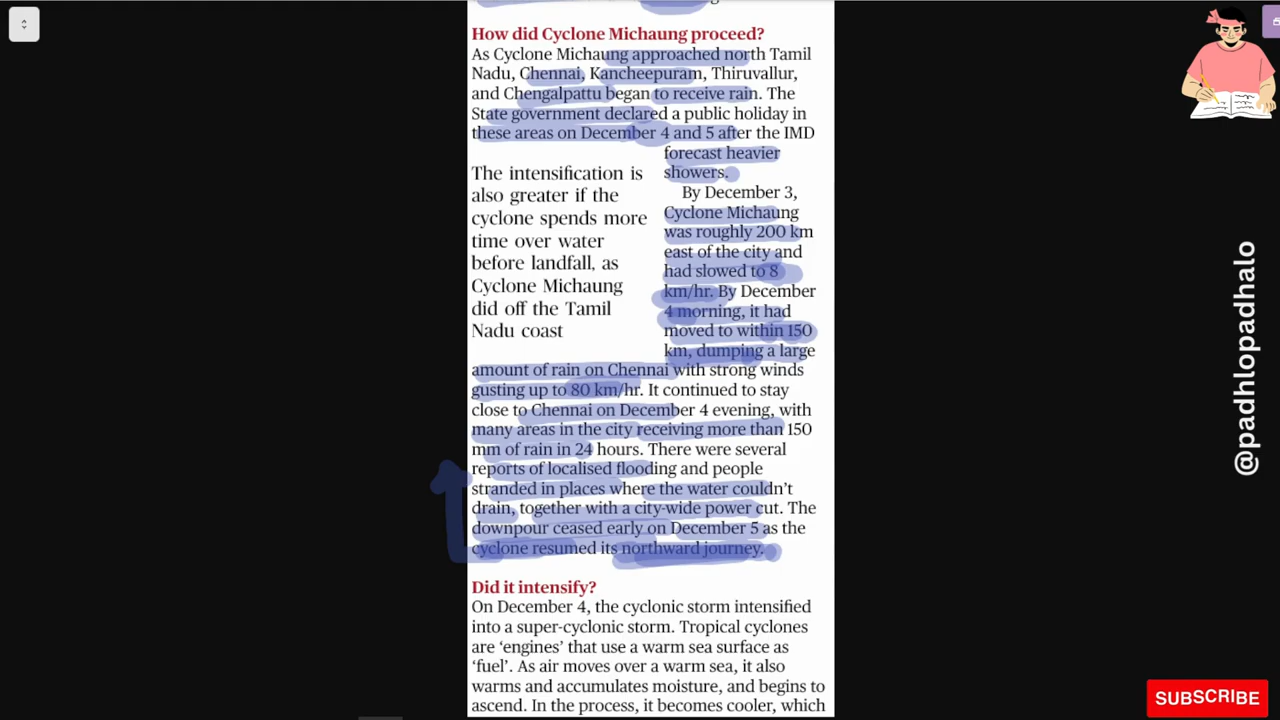 How did Cyclone Michaung proceed?
As Cyclone Michaung approached north Tamil
Nadu, Chennai, Kancheepuram, Thiruvallur,
and Chengalpattu began to receive rain. The
State government declared a public holiday in
these areas on December 4 and 5 after the IMD
forecast heavier
showers.
The intensification is
also greater if the
cyclone spends more
time over water
before landfall, as
Cyclone Michaung
did off the Tamil
Nadu coast
By December 3,
Cyclone Michaung
was roughly 200 km
east of the city and
had slowed to 8
km/hr. By December
4 morning, it had
moved to within 150
km, dumping a large
amount of rain on Chennai with strong winds
gusting up to 80 km/hr. It continued to stay
close to Chennai on December 4 evening, with
many areas in the city receiving more than 150
mm of rain in 24 hours. There were several
reports of localised flooding and people
stranded in places where the water couldn't
drain, together with a city-wide power cut. The
downpour ceased early on December 5 as the
cyclone resumed its northward journey.
Did it intensify?
On December 4, the cyclonic storm intensified
into a super-cyclonic storm. Tropical cyclones
are 'engines' that use a warm sea surface as
'fuel'. As air moves over a warm sea, it also
warms and accumulates moisture, and begins to
ascend. In the process, it becomes cooler, which
@padhlopadhalo
SUBSCRIBE